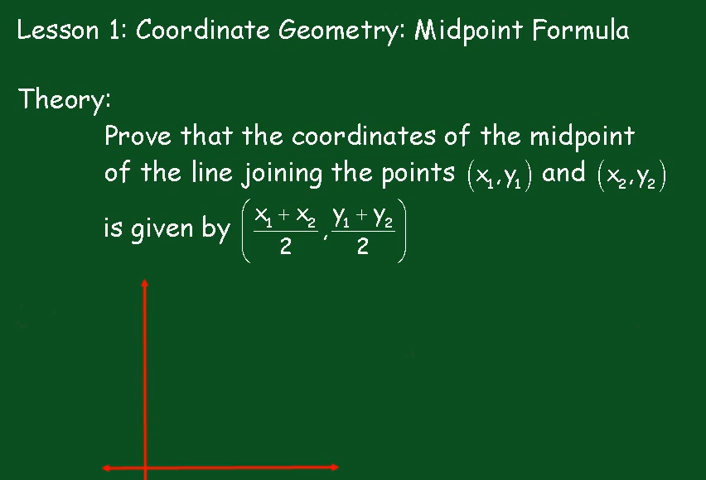 Lesson 1: Coordinate Geometry: Midpoint Formula
Theory:
Prove that the coordinates of the midpoint
of the line joining the points (x₁,y₁) and (x₂,y₂)
is given by ((x₁ + x₂)/2, (y₁ + y₂)/2)